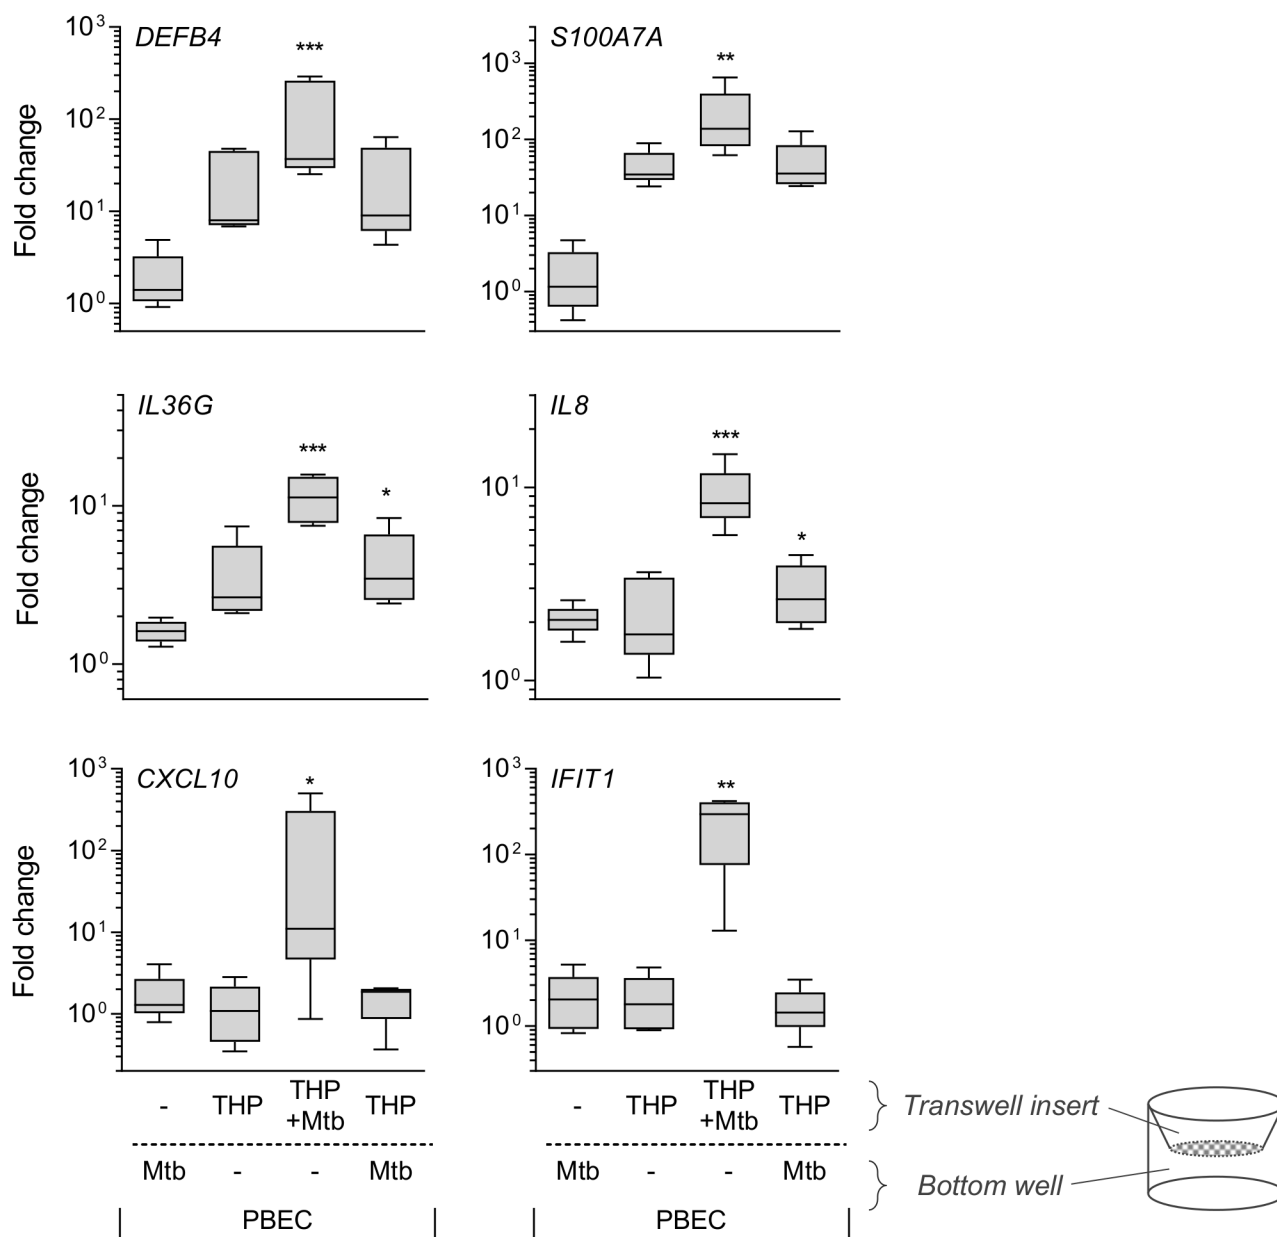 DEFB4
***
10³
10²
10¹
10⁰
Fold change
S100A7A
**
10³
10²
10¹
10⁰
IL36G
***
*
10¹
10⁰
Fold change
IL8
***
*
10¹
10⁰
CXCL10
*
10³
10²
10¹
10⁰
Fold change
IFIT1
**
10³
10²
10¹
10⁰
- THP THP +Mtb THP
Mtb - - Mtb
PBEC
- THP THP +Mtb THP
Mtb - - Mtb
PBEC
Transwell insert
Bottom well